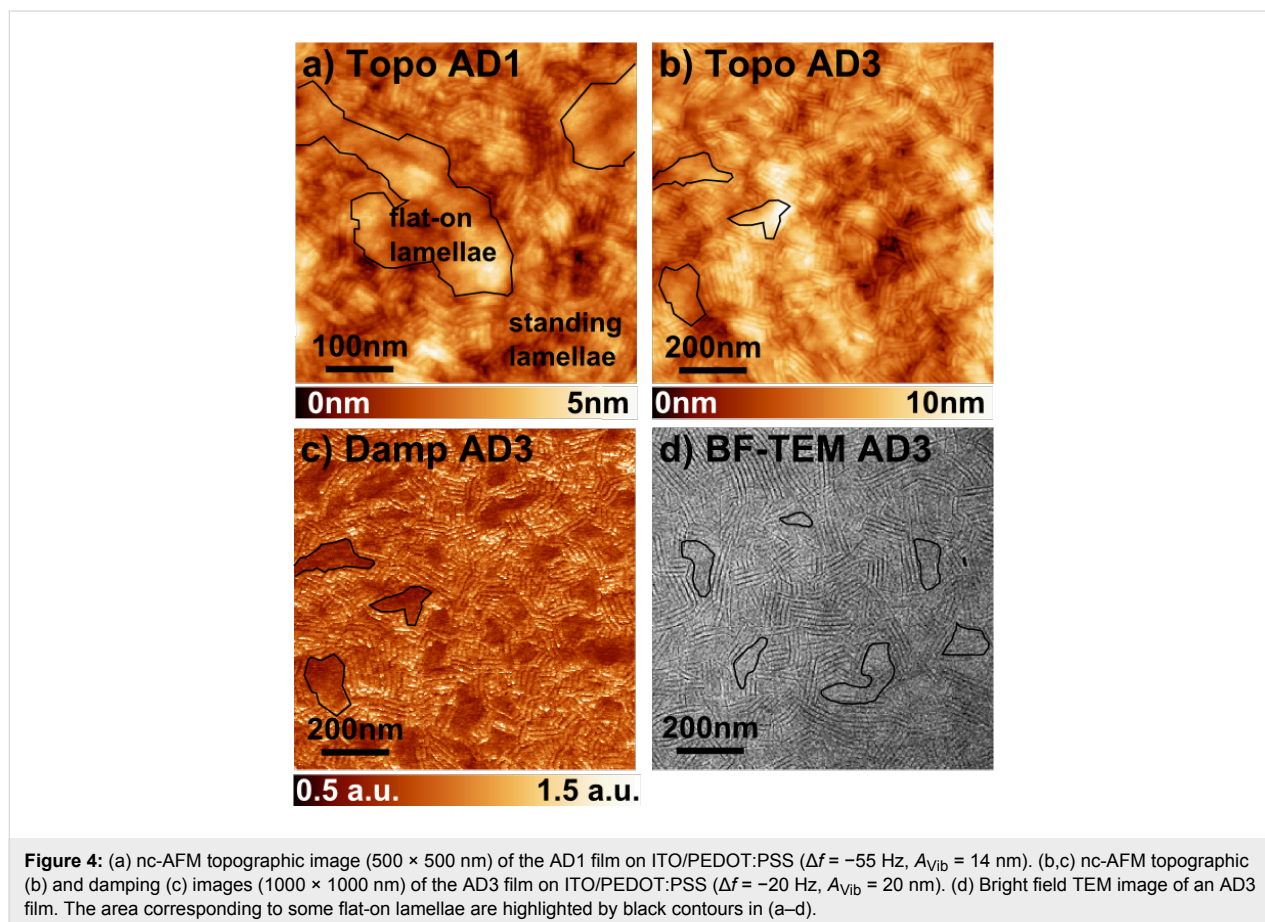 a) Topo AD1
flat-on
lamellae
standing
lamellae
100nm
0nm 5nm
b) Topo AD3
200nm
0nm 10nm
c) Damp AD3
200nm
0.5 a.u. 1.5 a.u.
d) BF-TEM AD3
200nm
Figure 4: (a) nc-AFM topographic image (500 × 500 nm) of the AD1 film on ITO/PEDOT:PSS (Δf = −55 Hz, AVib = 14 nm). (b,c) nc-AFM topographic
(b) and damping (c) images (1000 × 1000 nm) of the AD3 film on ITO/PEDOT:PSS (Δf = −20 Hz, AVib = 20 nm). (d) Bright field TEM image of an AD3
film. The area corresponding to some flat-on lamellae are highlighted by black contours in (a–d).